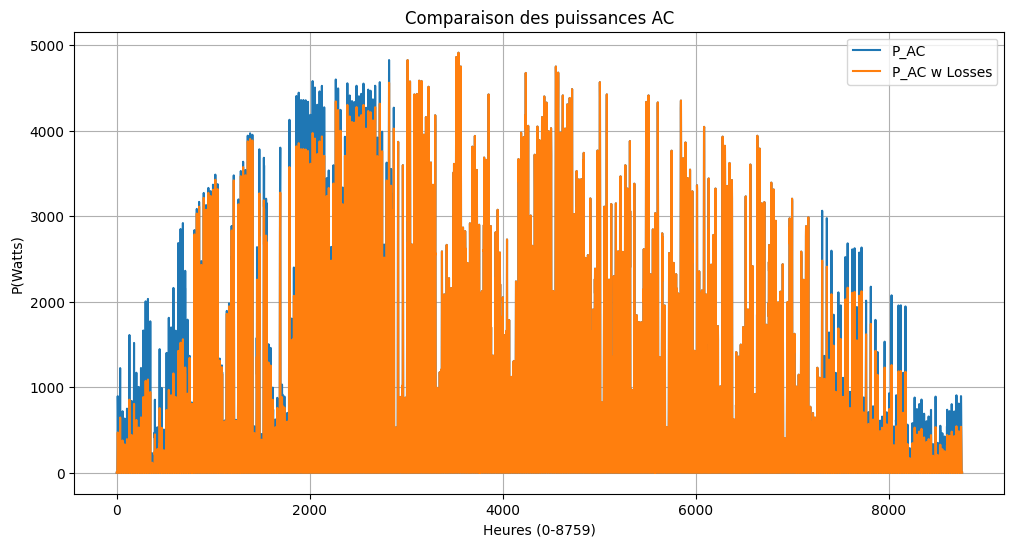 Comparaison des puissances AC
P_AC
P_AC w Losses
5000
4000
3000
2000
1000
0
P(Watts)
0
2000
4000
6000
8000
Heures (0-8759)